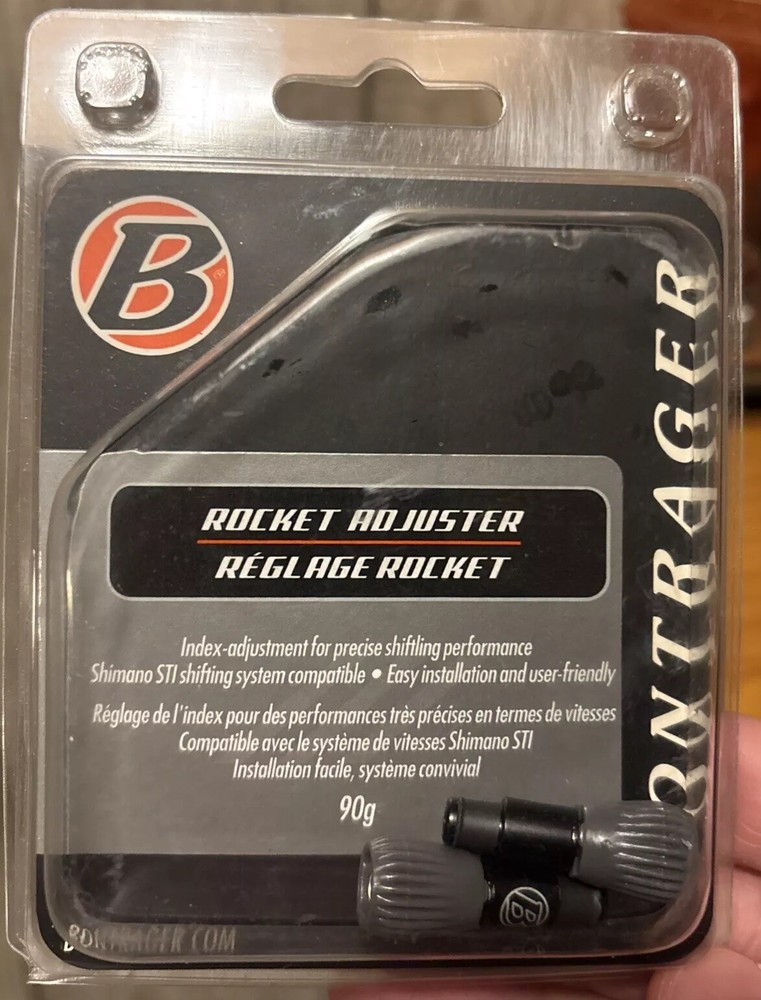 B®
BONTRAGER
ROCKET ADJUSTER
RÉGLAGE ROCKET
Index-adjustment for precise shiftling performance
Shimano STI shifting system compatible • Easy installation and user-friendly
Réglage de l'index pour des performances très précises en termes de vitesses
Compatible avec le système de vitesses Shimano STI
Installation facile, système convivial
90g
B
BONTRAGER.COM